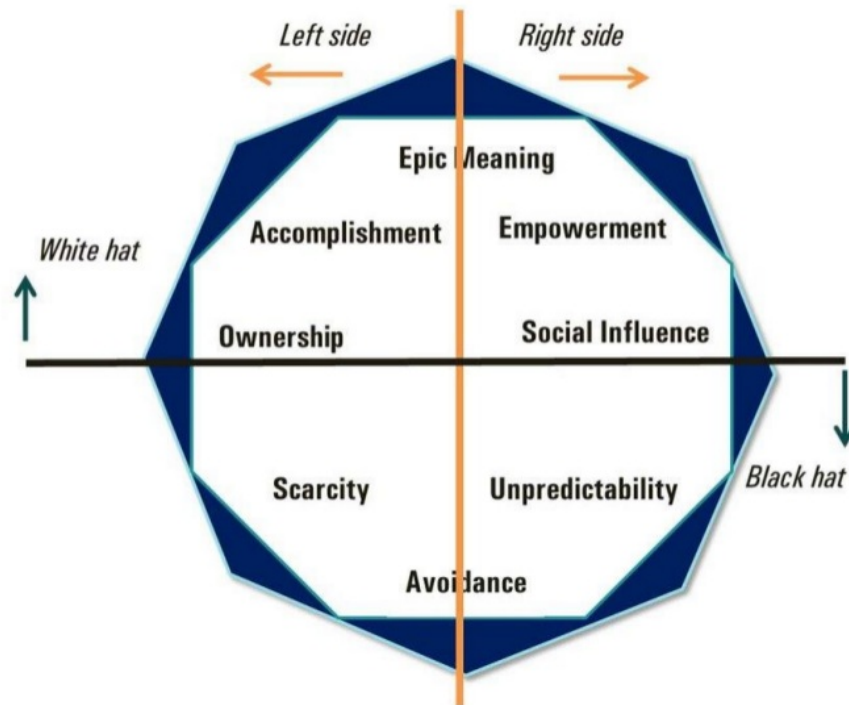 Left side
Right side
Epic Meaning
Accomplishment
Empowerment
White hat
Ownership
Social Influence
Scarcity
Unpredictability
Black hat
Avoidance